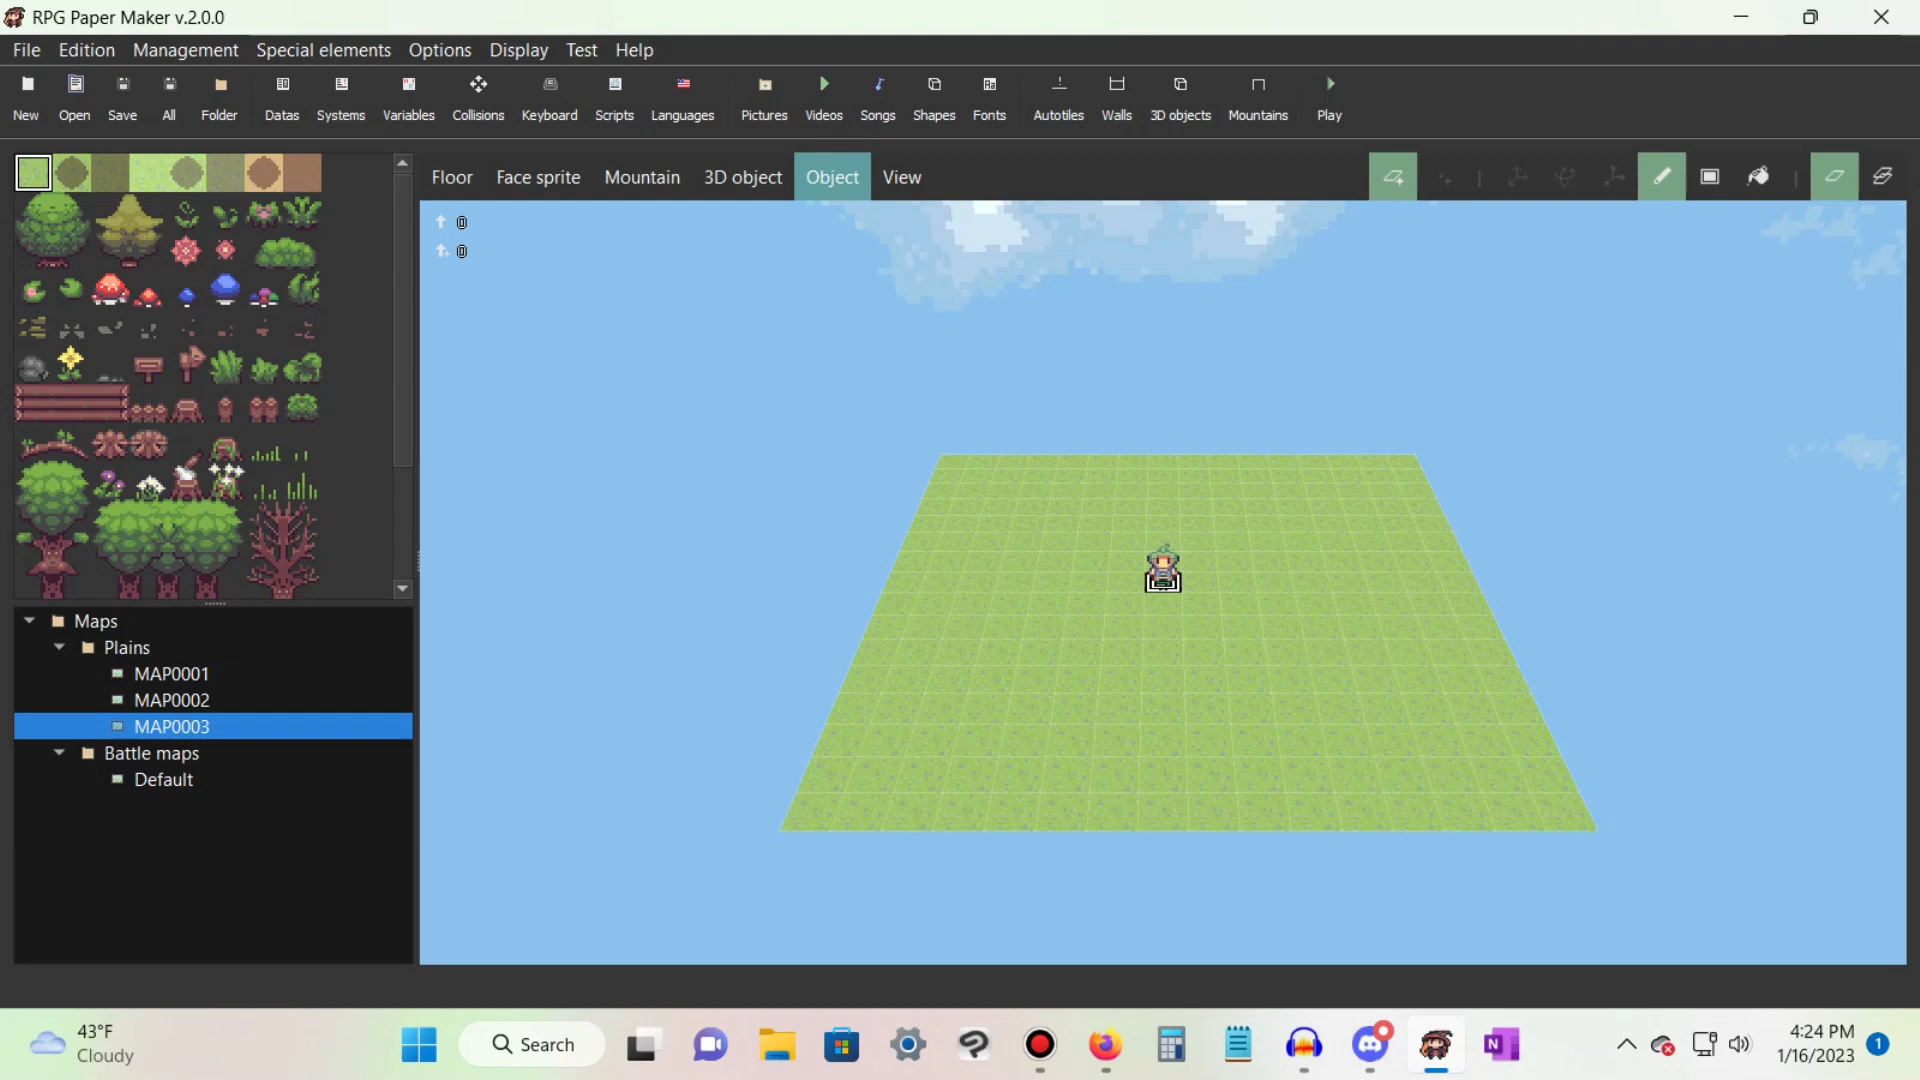 RPG Paper Maker v.2.0.0
File Edition Management Special elements Options Display Test Help
New Open Save All Folder Datas Systems Variables Collisions Keyboard Scripts Languages Pictures Videos Songs Shapes Fonts Autotiles Walls 3D objects Mountains Play
Floor Face sprite Mountain 3D object Object View
0
0
Maps
Plains
MAP0001
MAP0002
MAP0003
Battle maps
Default
43°F
Cloudy
Search
4:24 PM
1/16/2023
1